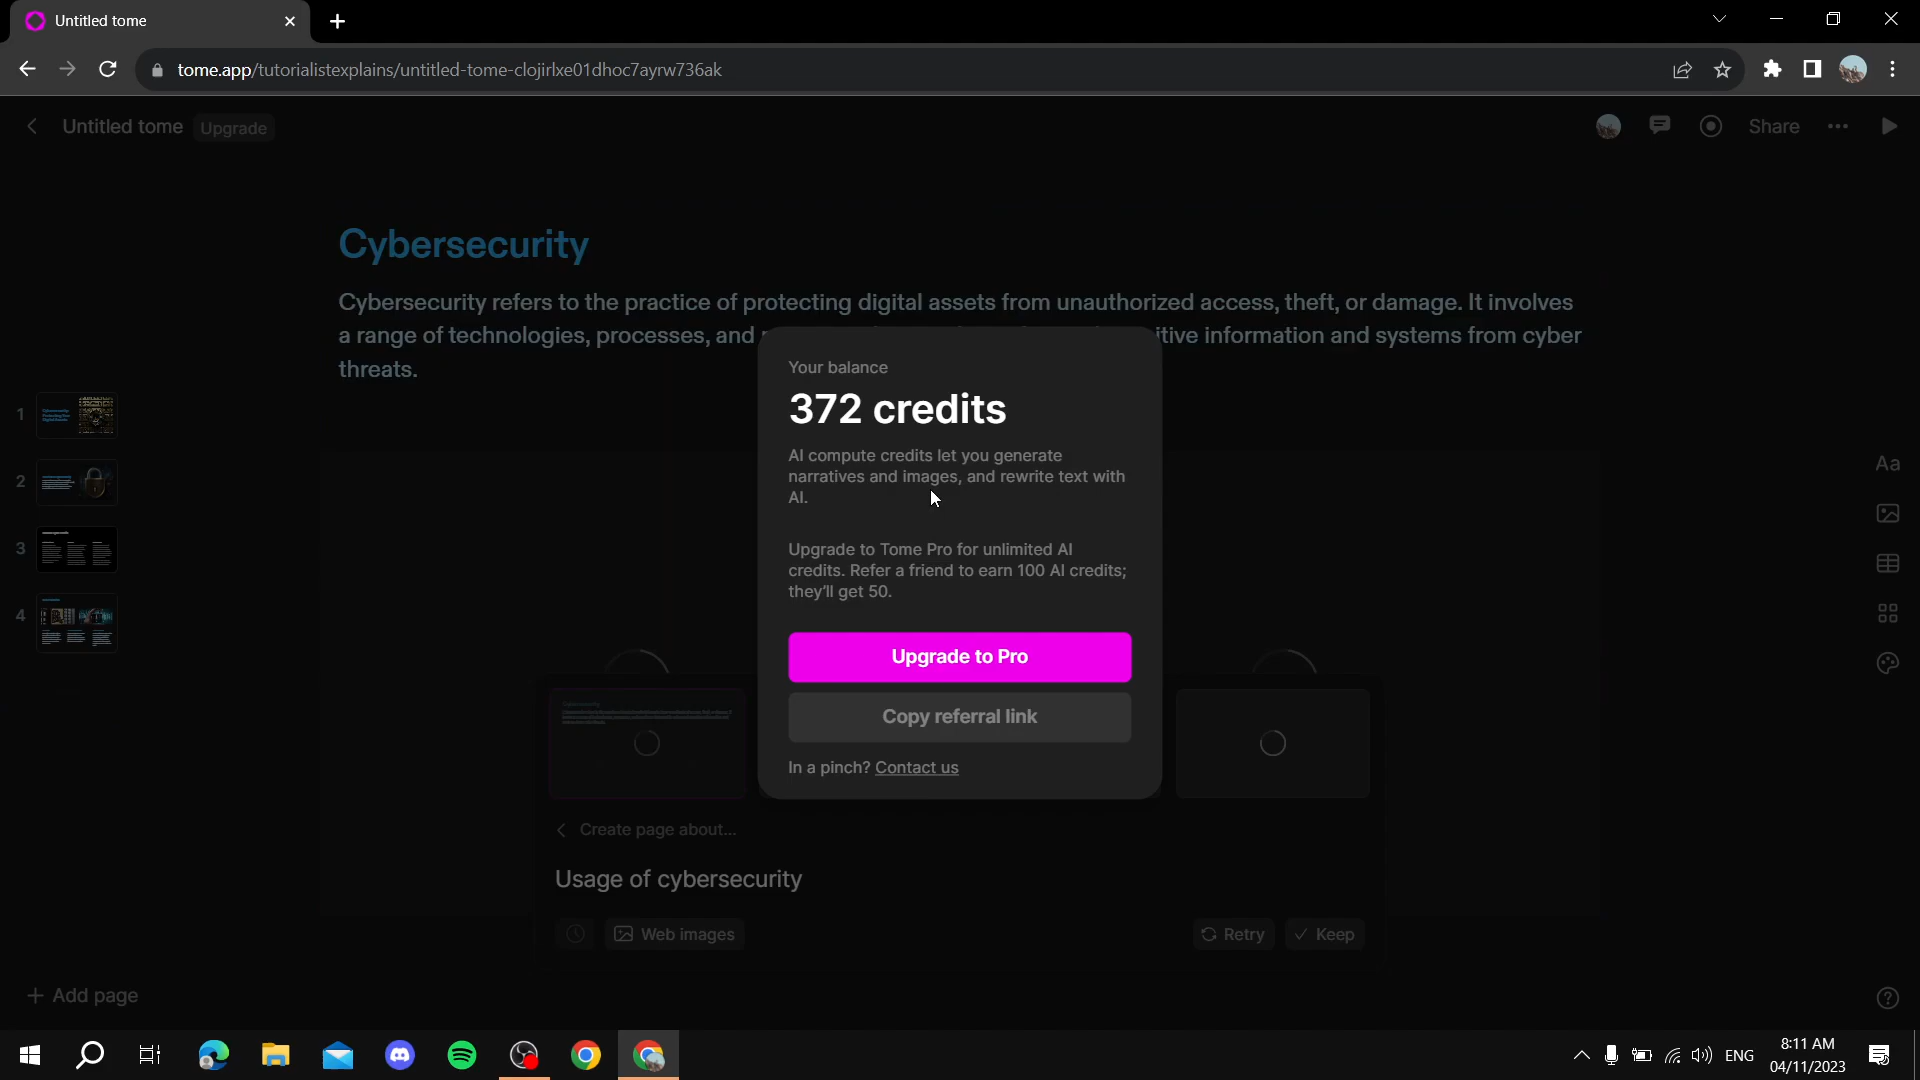 Untitled tome
tome.app/tutorialistexplains/untitled-tome-clojirlxe01dhoc7ayrw736ak
Untitled tome
Upgrade
Share
Cybersecurity
Cybersecurity refers to the practice of protecting digital assets from unauthorized access, theft, or damage. It involves
a range of technologies, processes, and
information and systems from cyber
threats.
Your balance
372 credits
AI compute credits let you generate
narratives and images, and rewrite text with
AI.
Upgrade to Tome Pro for unlimited AI
credits. Refer a friend to earn 100 AI credits;
they'll get 50.
Upgrade to Pro
Copy referral link
In a pinch? Contact us
1
2
3
4
Aa
Create page about...
Usage of cybersecurity
Web images
Retry
Keep
+ Add page
ENG
8:11 AM
04/11/2023